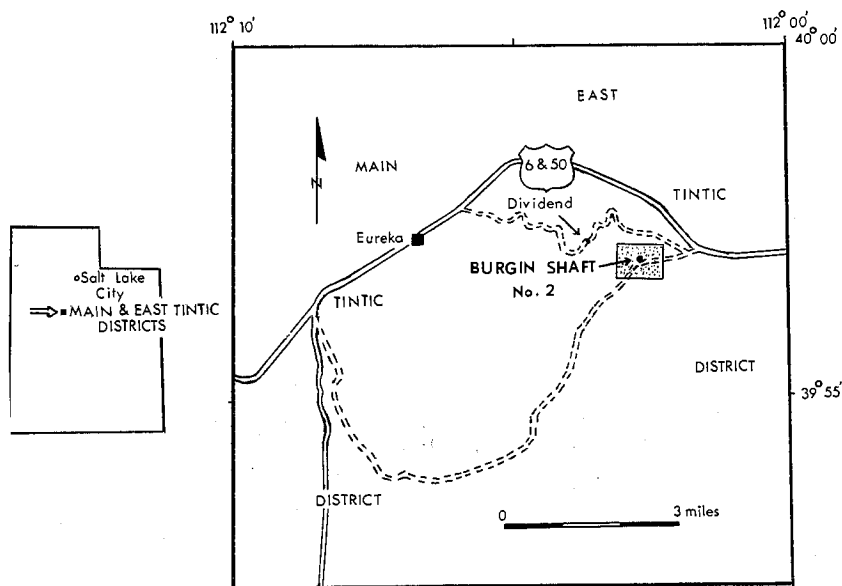 112° 10'
112° 00'
40° 00'
EAST
MAIN
6 & 50
N
TINTIC
Dividend
Eureka
BURGIN SHAFT
No. 2
Salt Lake
City
MAIN & EAST TINTIC
DISTRICTS
TINTIC
DISTRICT
39° 55'
DISTRICT
0
3 miles